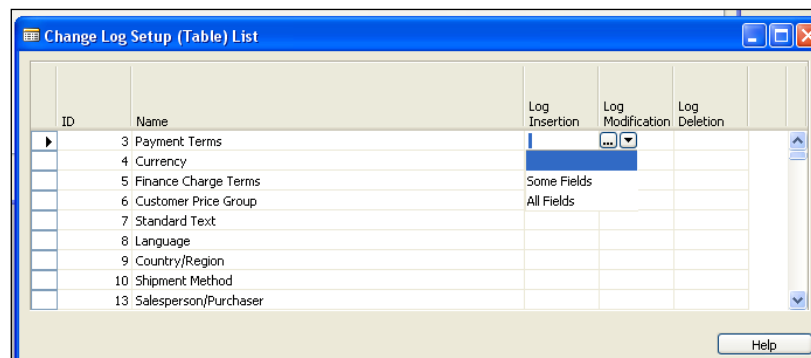 Change Log Setup (Table) List
Log Log Log
ID Name Insertion Modification Deletion
3 Payment Terms ...
4 Currency
5 Finance Charge Terms Some Fields
6 Customer Price Group All Fields
7 Standard Text
8 Language
9 Country/Region
10 Shipment Method
13 Salesperson/Purchaser
Help